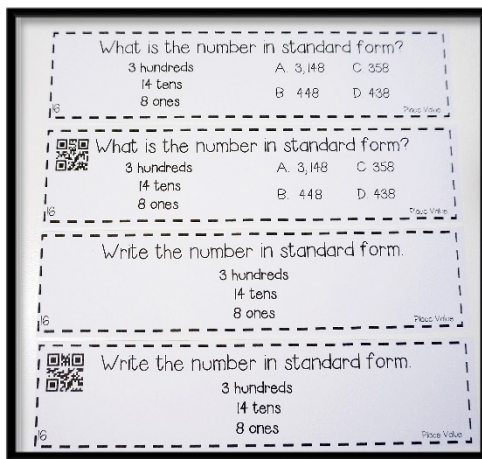 What is the number in standard form?
3 hundreds A. 3,148 C 358
14 tens
8 ones B 448 D 438
16 Place Value
What is the number in standard form?
3 hundreds A. 3,148 C 358
14 tens
8 ones B. 448 D. 438
16 Place Value
Write the number in standard form.
3 hundreds
14 tens
8 ones
16 Place Value
Write the number in standard form.
3 hundreds
14 tens
8 ones
16 Place Value